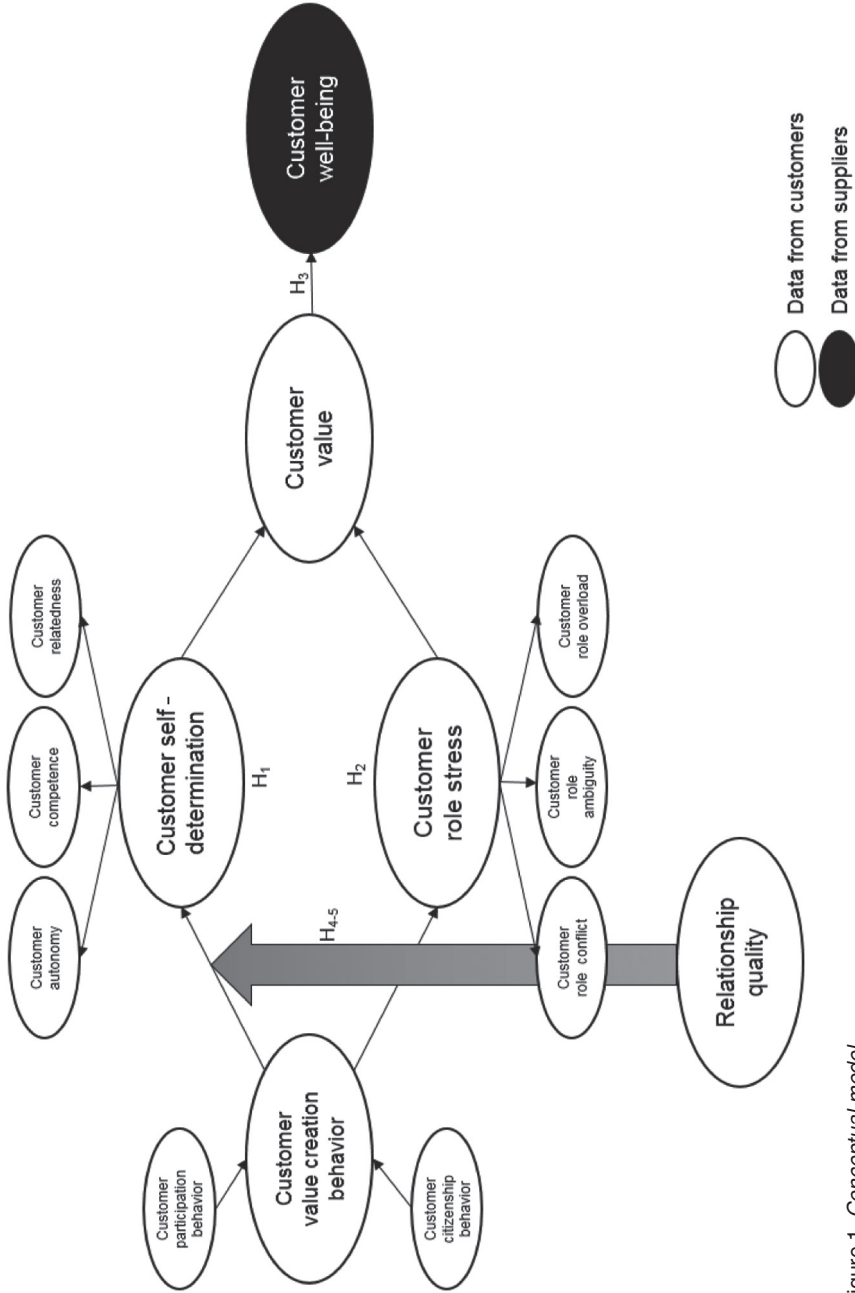 Customer
participation
behavior
Customer
citizenship
behavior
Customer
value creation
behavior
Customer
autonomy
Customer
competence
Customer
relatedness
Customer self -
determination
H1
H4-5
H2
Customer
role stress
Customer
role conflict
Customer
role
ambiguity
Customer
role overload
Relationship
quality
Customer
value
H3
Customer
well-being
Data from customers
Data from suppliers
igure 1. Conceptual model